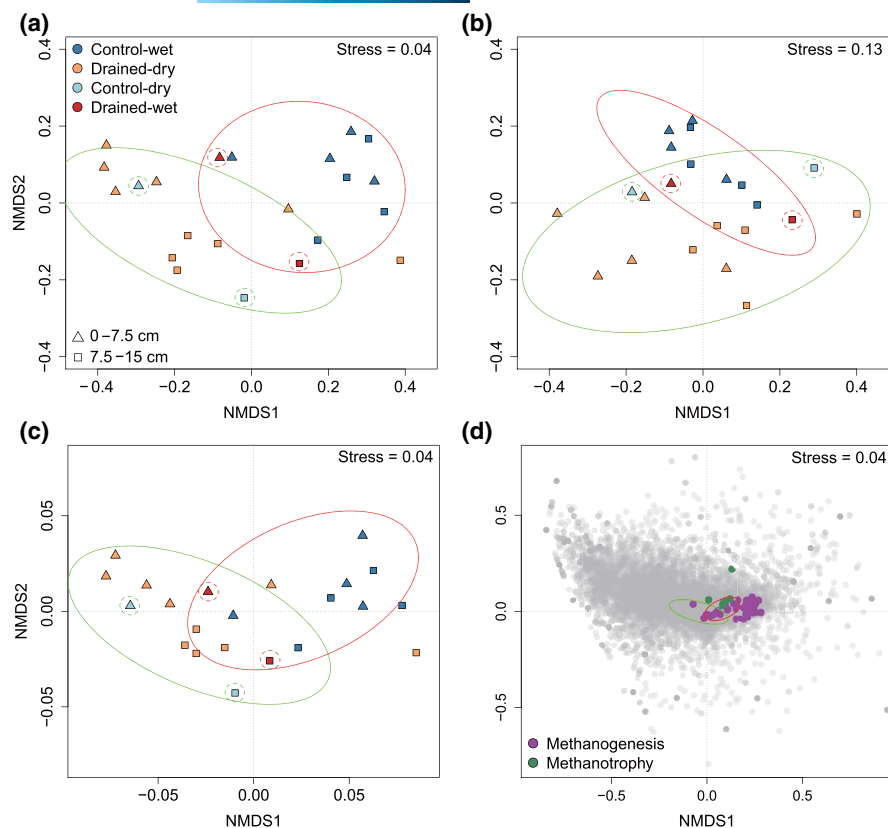 (a)
Control-wet
Drained-dry
Control-dry
Drained-wet
Stress = 0.04
0.4
0.2
0.0
−0.2
−0.4
NMDS2
0−7.5 cm
7.5−15 cm
−0.4
−0.2
0.0
0.2
0.4
NMDS1
(b)
Stress = 0.13
0.4
0.2
0.0
−0.2
−0.4
−0.4
−0.2
0.0
0.2
0.4
NMDS1
(c)
Stress = 0.04
0.05
0.00
−0.05
NMDS2
−0.05
0.00
0.05
NMDS1
(d)
Stress = 0.04
0.5
0.0
−0.5
Methanogenesis
Methanotrophy
−0.5
0.0
0.5
NMDS1